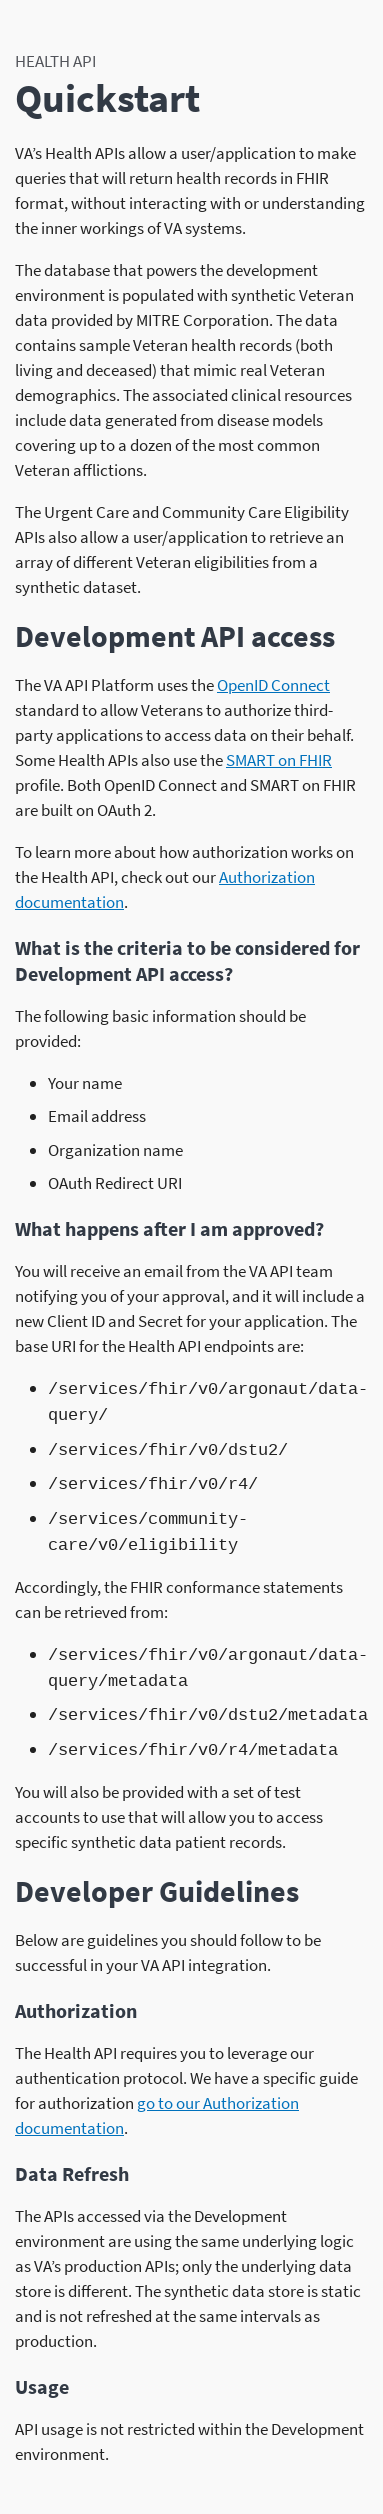 HEALTH API
Quickstart
VA’s Health APIs allow a user/application to make
queries that will return health records in FHIR
format, without interacting with or understanding
the inner workings of VA systems.
The database that powers the development
environment is populated with synthetic Veteran
data provided by MITRE Corporation. The data
contains sample Veteran health records (both
living and deceased) that mimic real Veteran
demographics. The associated clinical resources
include data generated from disease models
covering up to a dozen of the most common
Veteran afflictions.
The Urgent Care and Community Care Eligibility
APIs also allow a user/application to retrieve an
array of different Veteran eligibilities from a
synthetic dataset.
Development API access
The VA API Platform uses the OpenID Connect
standard to allow Veterans to authorize third-
party applications to access data on their behalf.
Some Health APIs also use the SMART on FHIR
profile. Both OpenID Connect and SMART on FHIR
are built on OAuth 2.
To learn more about how authorization works on
the Health API, check out our Authorization
documentation.
What is the criteria to be considered for
Development API access?
The following basic information should be
provided:
• Your name
• Email address
• Organization name
• OAuth Redirect URI
What happens after I am approved?
You will receive an email from the VA API team
notifying you of your approval, and it will include a
new Client ID and Secret for your application. The
base URI for the Health API endpoints are:
• /services/fhir/v0/argonaut/data-
query/
• /services/fhir/v0/dstu2/
• /services/fhir/v0/r4/
• /services/community-
care/v0/eligibility
Accordingly, the FHIR conformance statements
can be retrieved from:
• /services/fhir/v0/argonaut/data-
query/metadata
• /services/fhir/v0/dstu2/metadata
• /services/fhir/v0/r4/metadata
You will also be provided with a set of test
accounts to use that will allow you to access
specific synthetic data patient records.
Developer Guidelines
Below are guidelines you should follow to be
successful in your VA API integration.
Authorization
The Health API requires you to leverage our
authentication protocol. We have a specific guide
for authorization go to our Authorization
documentation.
Data Refresh
The APIs accessed via the Development
environment are using the same underlying logic
as VA’s production APIs; only the underlying data
store is different. The synthetic data store is static
and is not refreshed at the same intervals as
production.
Usage
API usage is not restricted within the Development
environment.